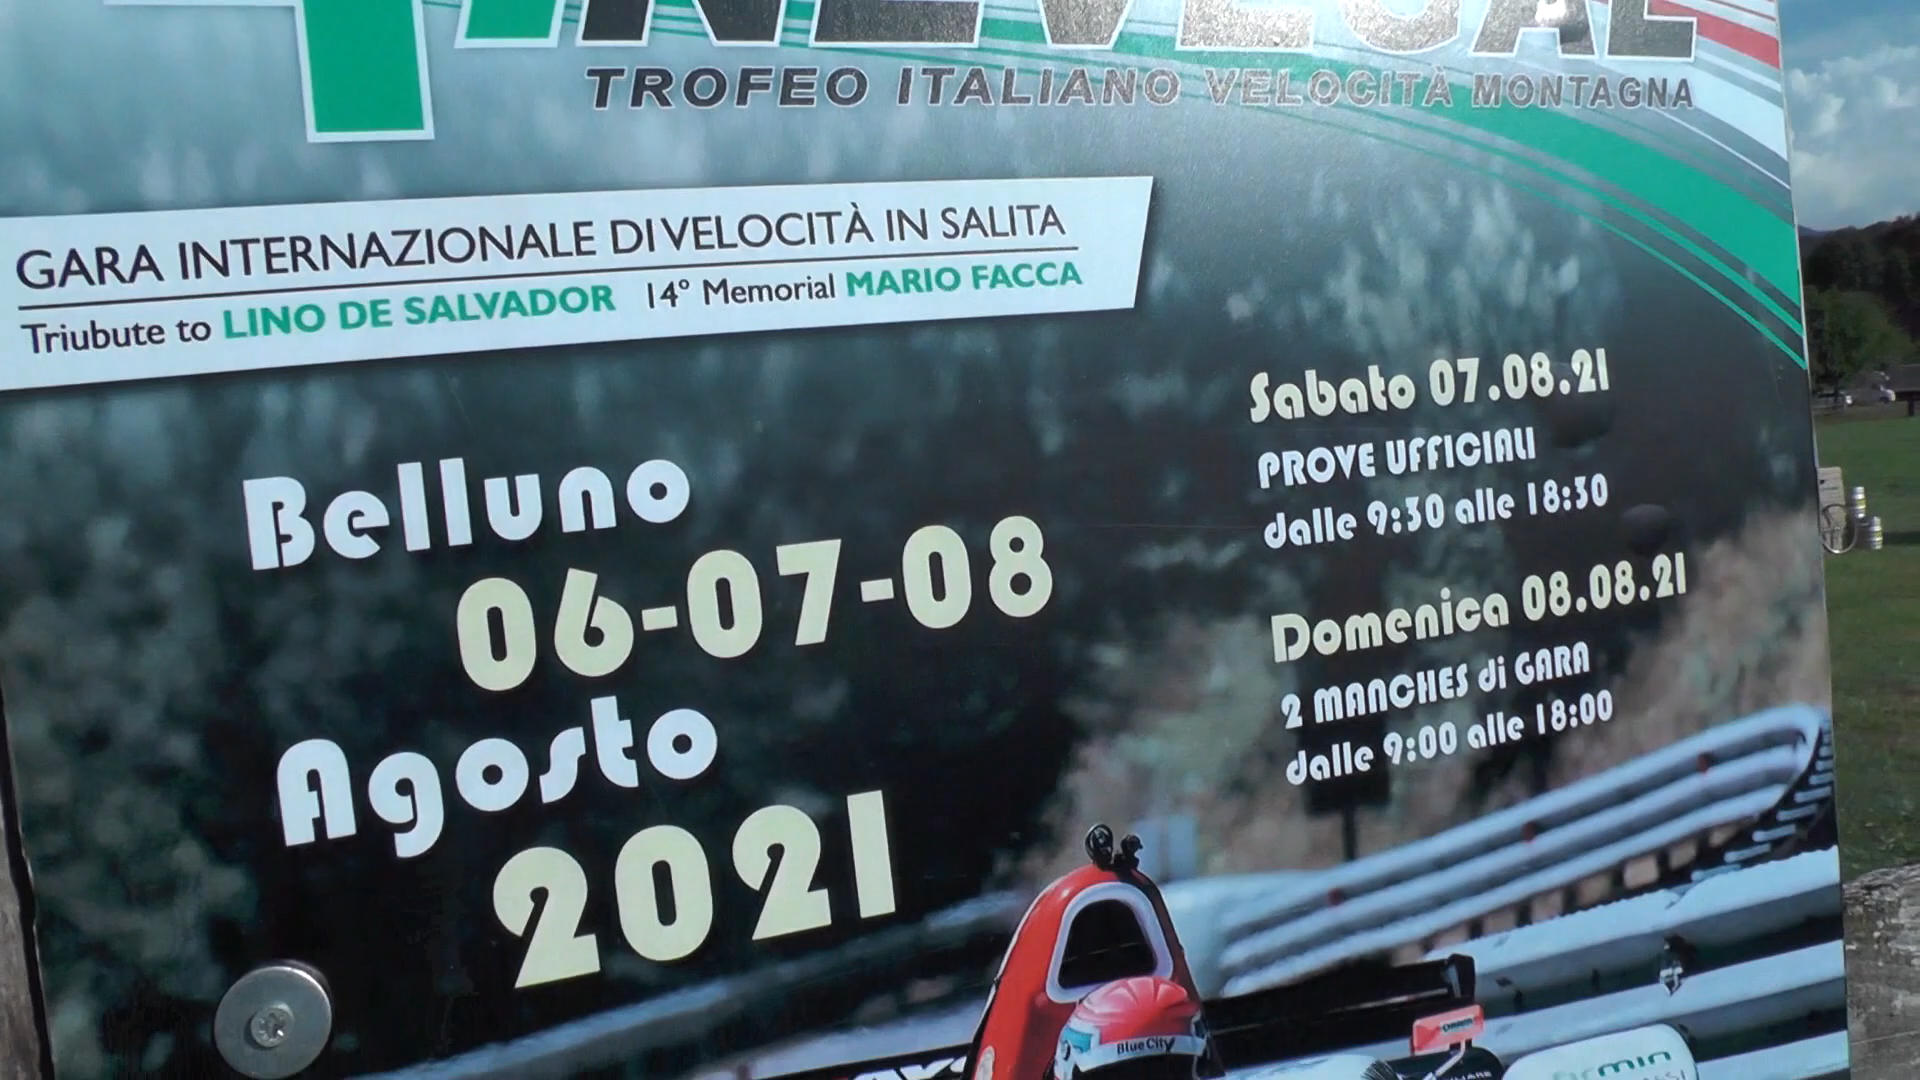 NEVEGAL
TROFEO ITALIANO VELOCITÀ MONTAGNA
GARA INTERNAZIONALE DI VELOCITÀ IN SALITA
Triubute to LINO DE SALVADOR 14° Memorial MARIO FACCA
Belluno
06-07-08
Agosto
2021
Sabato 07.08.21
PROVE UFFICIALI
dalle 9:30 alle 18:30
Domenica 08.08.21
2 MANCHES di GARA
dalle 9:00 alle 18:00
BlueCity